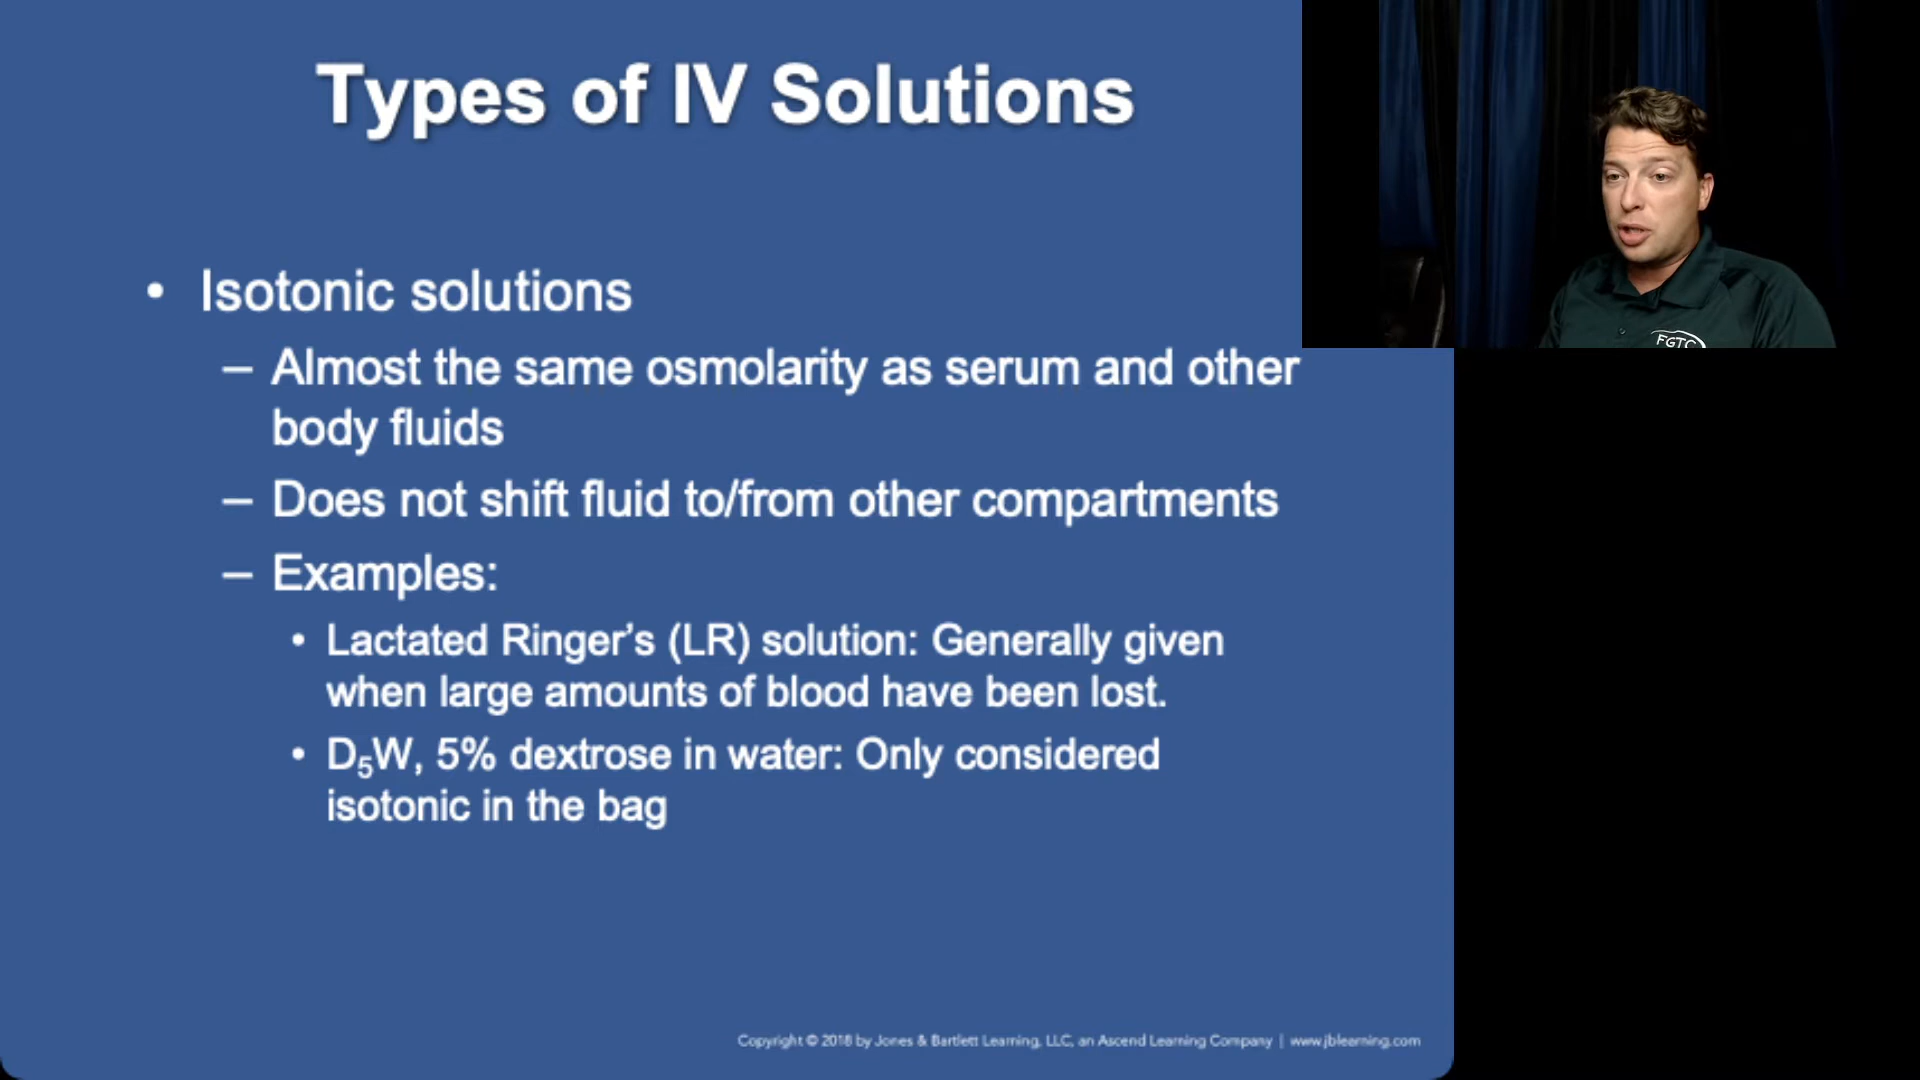 Types of IV Solutions
• Isotonic solutions
– Almost the same osmolarity as serum and other
body fluids
– Does not shift fluid to/from other compartments
– Examples:
• Lactated Ringer’s (LR) solution: Generally given
when large amounts of blood have been lost.
• D₅W, 5% dextrose in water: Only considered
isotonic in the bag
Copyright © 2018 by Jones & Bartlett Learning, LLC, an Ascend Learning Company | www.jblearning.com
FGTC